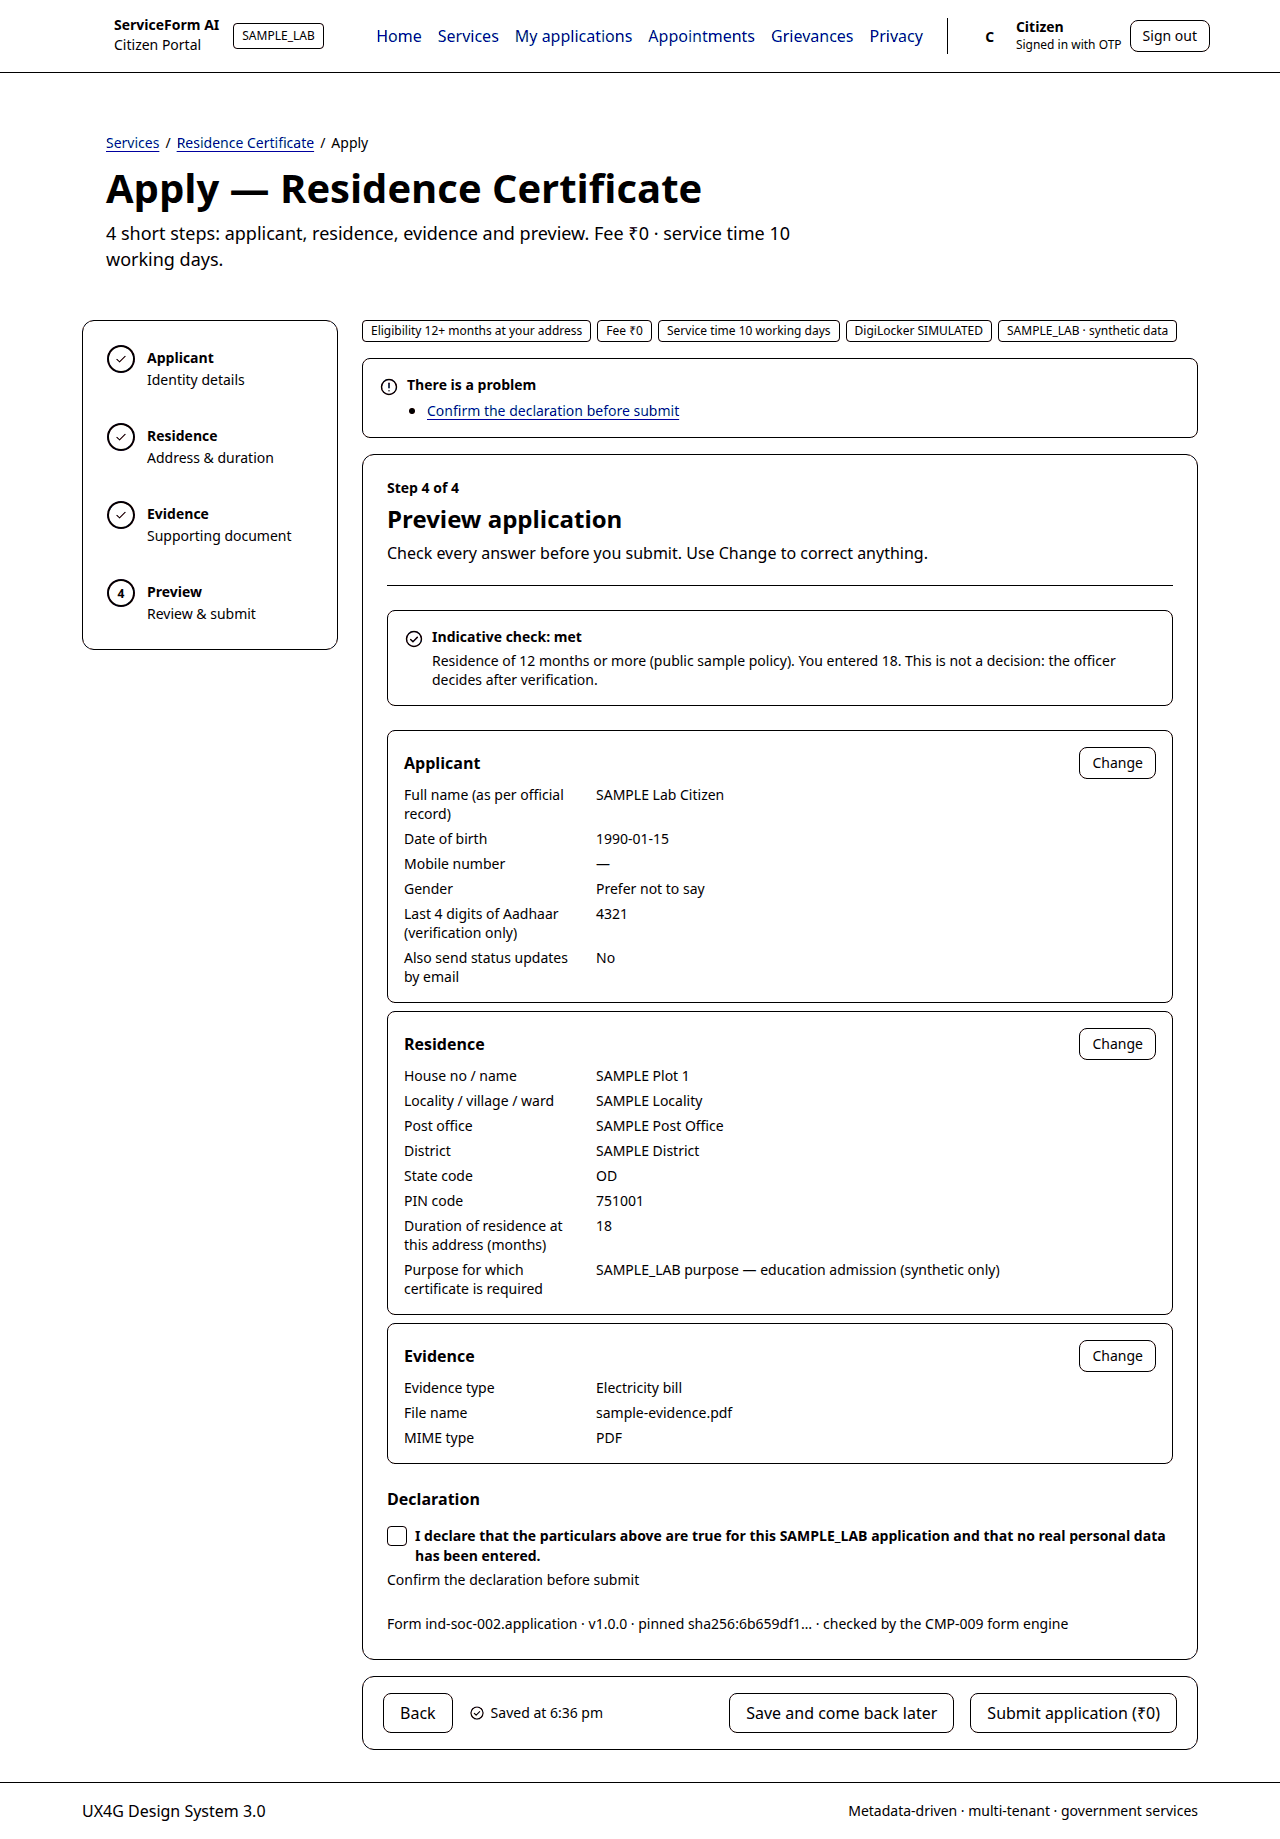 ServiceForm AI
Citizen Portal
SAMPLE_LAB
Home Services My applications Appointments Grievances Privacy
C
Citizen
Signed in with OTP
Sign out
Services / Residence Certificate / Apply
Apply — Residence Certificate
4 short steps: applicant, residence, evidence and preview. Fee ₹0 · service time 10
working days.
Applicant
Identity details
Residence
Address & duration
Evidence
Supporting document
4
Preview
Review & submit
Eligibility 12+ months at your address
Fee ₹0
Service time 10 working days
DigiLocker SIMULATED
SAMPLE_LAB · synthetic data
There is a problem
Confirm the declaration before submit
Step 4 of 4
Preview application
Check every answer before you submit. Use Change to correct anything.
Indicative check: met
Residence of 12 months or more (public sample policy). You entered 18. This is not a decision: the officer
decides after verification.
Applicant
Change
Full name (as per official
record)
SAMPLE Lab Citizen
Date of birth
1990-01-15
Mobile number
—
Gender
Prefer not to say
Last 4 digits of Aadhaar
(verification only)
4321
Also send status updates
by email
No
Residence
Change
House no / name
SAMPLE Plot 1
Locality / village / ward
SAMPLE Locality
Post office
SAMPLE Post Office
District
SAMPLE District
State code
OD
PIN code
751001
Duration of residence at
this address (months)
18
Purpose for which
certificate is required
SAMPLE_LAB purpose — education admission (synthetic only)
Evidence
Change
Evidence type
Electricity bill
File name
sample-evidence.pdf
MIME type
PDF
Declaration
I declare that the particulars above are true for this SAMPLE_LAB application and that no real personal data
has been entered.
Confirm the declaration before submit
Form ind-soc-002.application · v1.0.0 · pinned sha256:6b659df1… · checked by the CMP-009 form engine
Back
Saved at 6:36 pm
Save and come back later
Submit application (₹0)
UX4G Design System 3.0
Metadata-driven · multi-tenant · government services